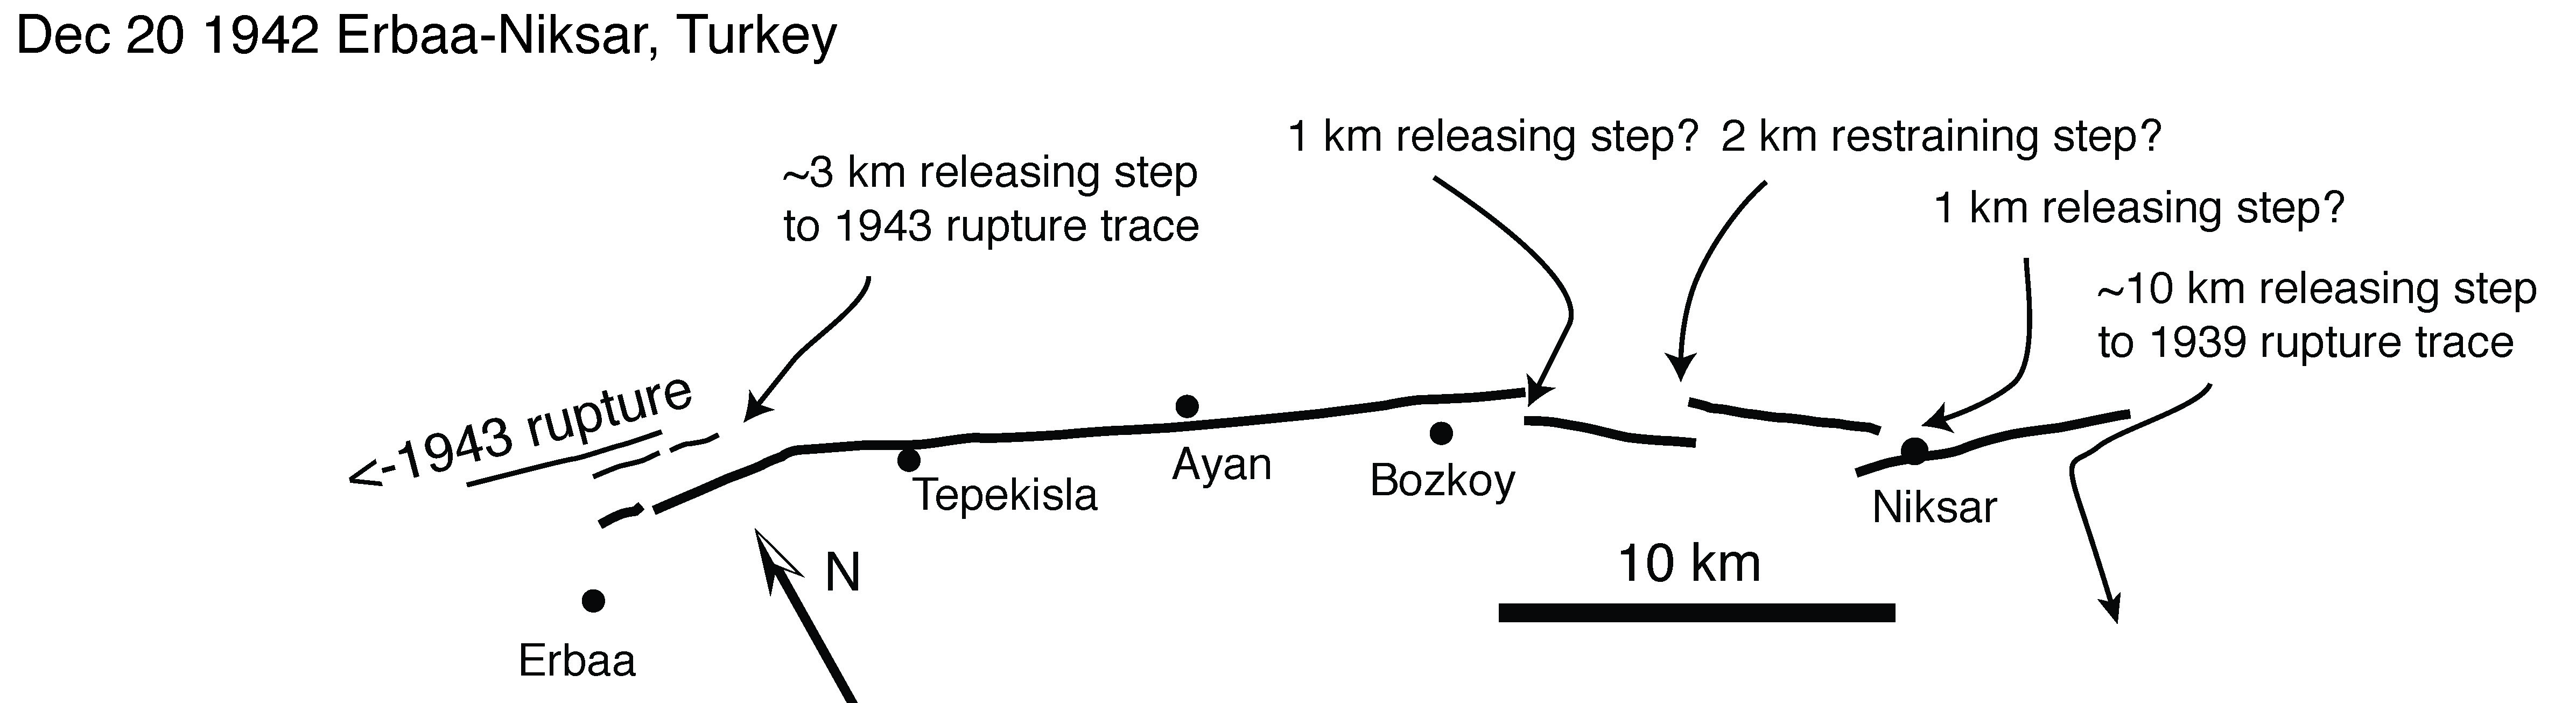 Dec 20 1942 Erbaa-Niksar, Turkey
1 km releasing step?
2 km restraining step?
~3 km releasing step
to 1943 rupture trace
1 km releasing step?
~10 km releasing step
to 1939 rupture trace
<-1943 rupture
Tepekisla
Ayan
Bozkoy
Niksar
N
10 km
Erbaa